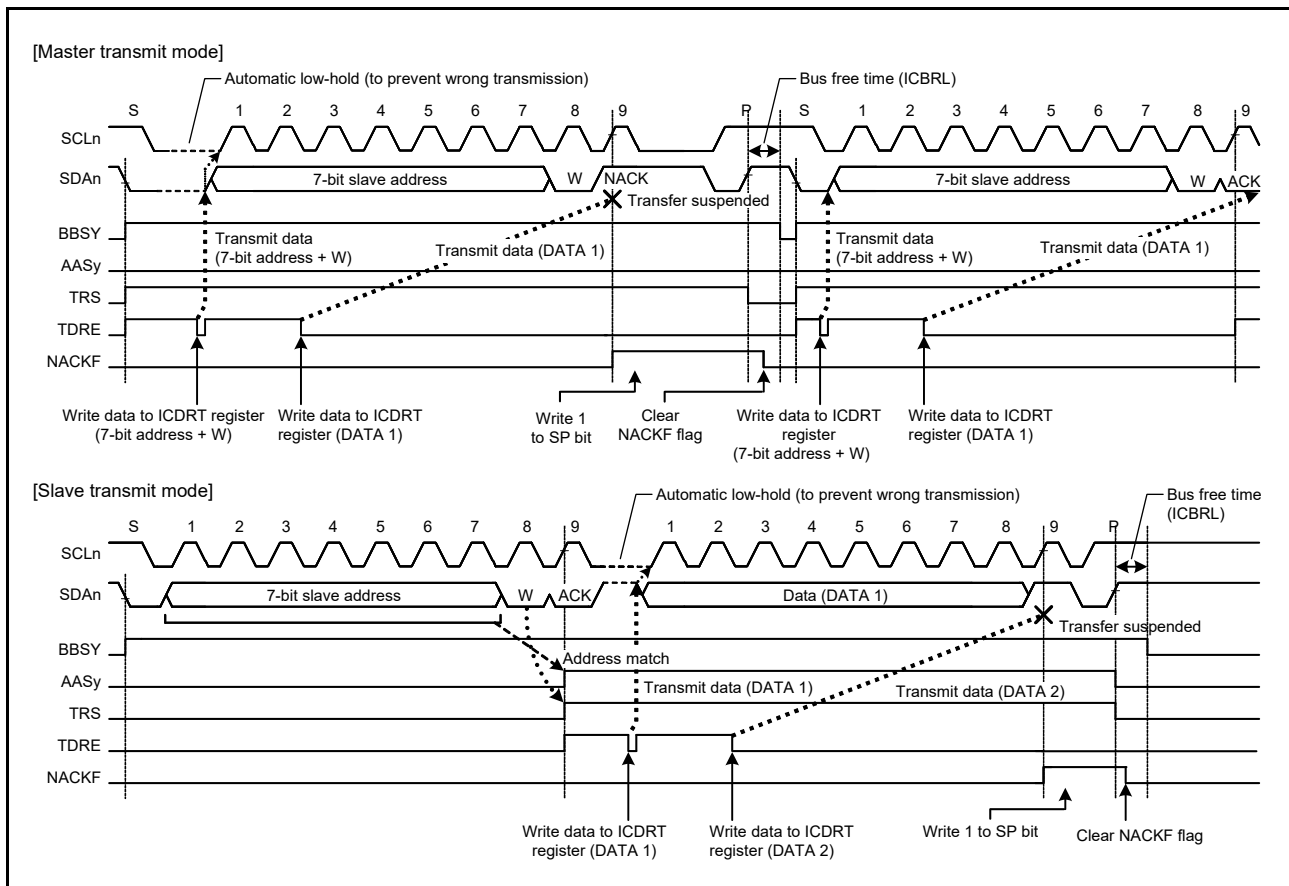 [Master transmit mode]
Automatic low-hold (to prevent wrong transmission)
Bus free time (ICBRL)
S 1 2 3 4 5 6 7 8 9 P S 1 2 3 4 5 6 7 8 9
SCLn
SDAn 7-bit slave address W NACK 7-bit slave address W ACK
Transfer suspended
BBSY
Transmit data
(7-bit address + W)
Transmit data (DATA 1)
Transmit data
(7-bit address + W)
Transmit data (DATA 1)
AASy
TRS
TDRE
NACKF
Write data to ICDRT register
(7-bit address + W)
Write data to ICDRT
register (DATA 1)
Write 1
to SP bit
Clear
NACKF flag
Write data to ICDRT
register
(7-bit address + W)
Write data to ICDRT
register (DATA 1)
[Slave transmit mode]
Automatic low-hold (to prevent wrong transmission)
Bus free time
(ICBRL)
S 1 2 3 4 5 6 7 8 9 1 2 3 4 5 6 7 8 9 P
SCLn
SDAn 7-bit slave address W ACK Data (DATA 1)
Transfer suspended
BBSY
Address match
AASy
Transmit data (DATA 1)
Transmit data (DATA 2)
TRS
TDRE
NACKF
Write data to ICDRT
register (DATA 1)
Write data to ICDRT
register (DATA 2)
Write 1 to SP bit
Clear NACKF flag